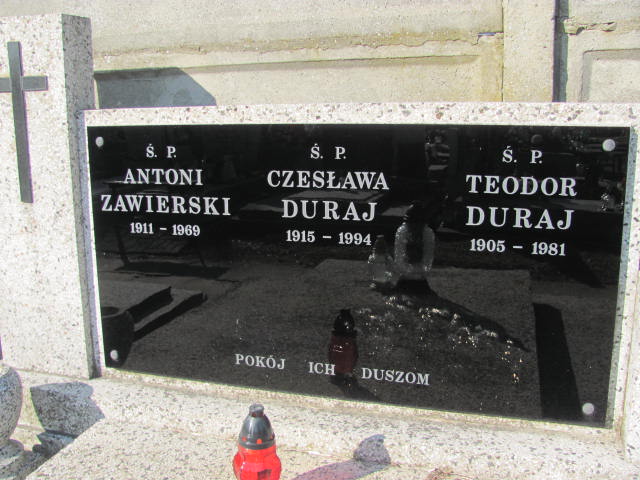 Ś. P.
ANTONI
ZAWIERSKI
1911 – 1969
Ś. P.
CZESŁAWA
DURAJ
1915 – 1994
Ś. P.
TEODOR
DURAJ
1905 – 1981
POKÓJ ICH DUSZOM